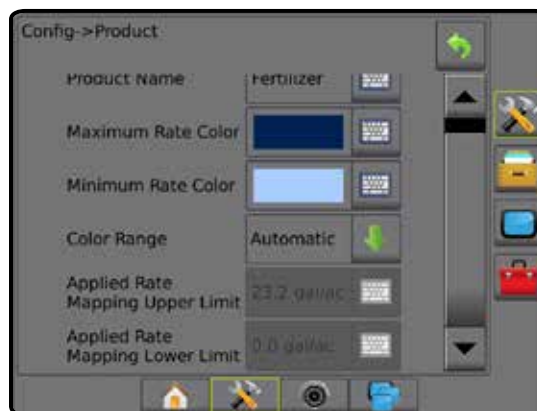 Config->Product
Product Name Fertilizer
Maximum Rate Color
Minimum Rate Color
Color Range Automatic
Applied Rate
Mapping Upper Limit 23.2 gal/ac
Applied Rate
Mapping Lower Limit 0.0 gal/ac